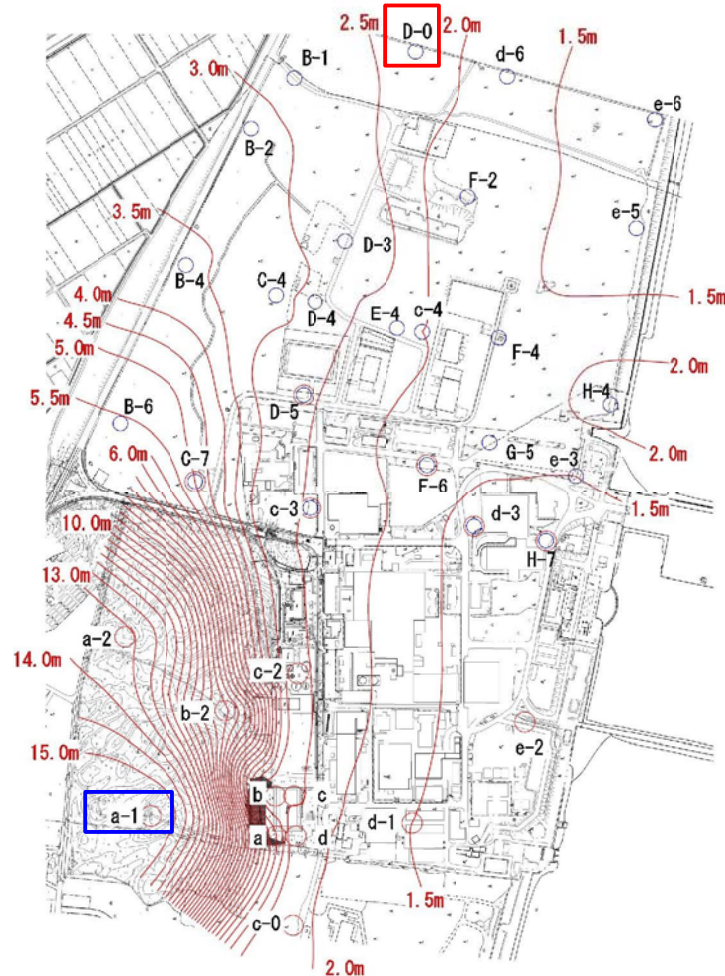 D-0
2.5m
2.0m
1.5m
d-6
B-1
3.0m
e-6
B-2
F-2
3.5m
e-5
D-3
B-4
C-4
4.0m
D-4
1.5m
E-4
c-4
4.5m
F-4
5.0m
2.0m
5.5m
D-5
H-4
B-6
G-5
2.0m
6.0m
C-7
e-3
F-6
1.5m
c-3
d-3
10.0m
H-7
13.0m
a-2
14.0m
c-2
b-2
e-2
15.0m
b
c
a-1
d-1
a
d
1.5m
c-0
2.0m